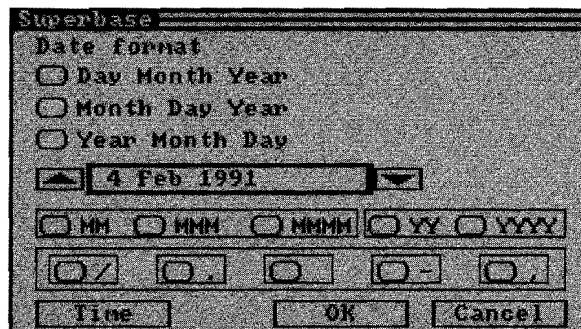 Superbase
Date format
Day Month Year
Month Day Year
Year Month Day
4 Feb 1991
MM MMM MMMM YY YYYY
/ . - ,
Time OK Cancel